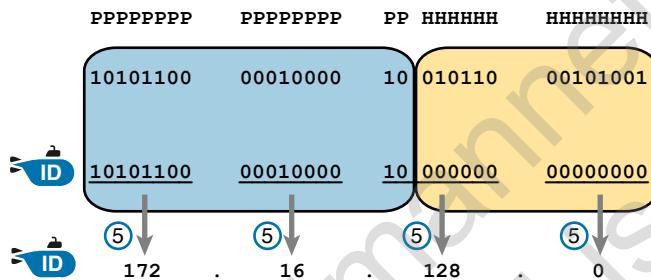 PPPPPPPP PPPPPPPP PP HHHHHH HHHHHHHH
10101100 00010000 10 010110 00101001
ID 10101100 00010000 10 000000 00000000
5 5 5 5
ID 172 . 16 . 128 . 0